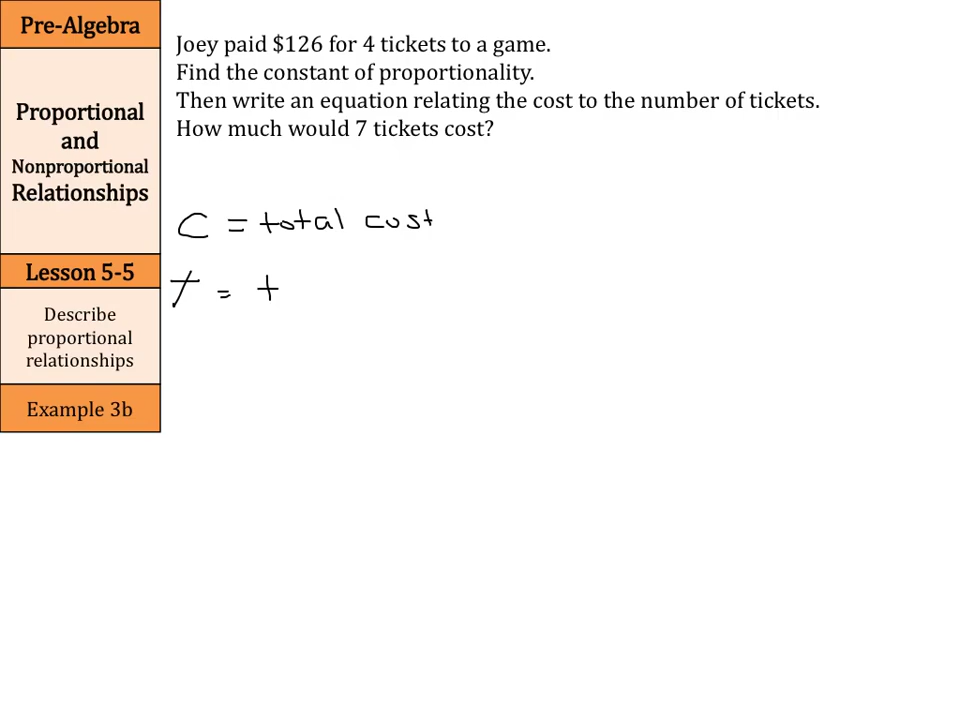 Pre-Algebra
Proportional
and
Nonproportional
Relationships
Lesson 5-5
Describe
proportional
relationships
Example 3b
Joey paid $126 for 4 tickets to a game.
Find the constant of proportionality.
Then write an equation relating the cost to the number of tickets.
How much would 7 tickets cost?
C = total cost
T = t